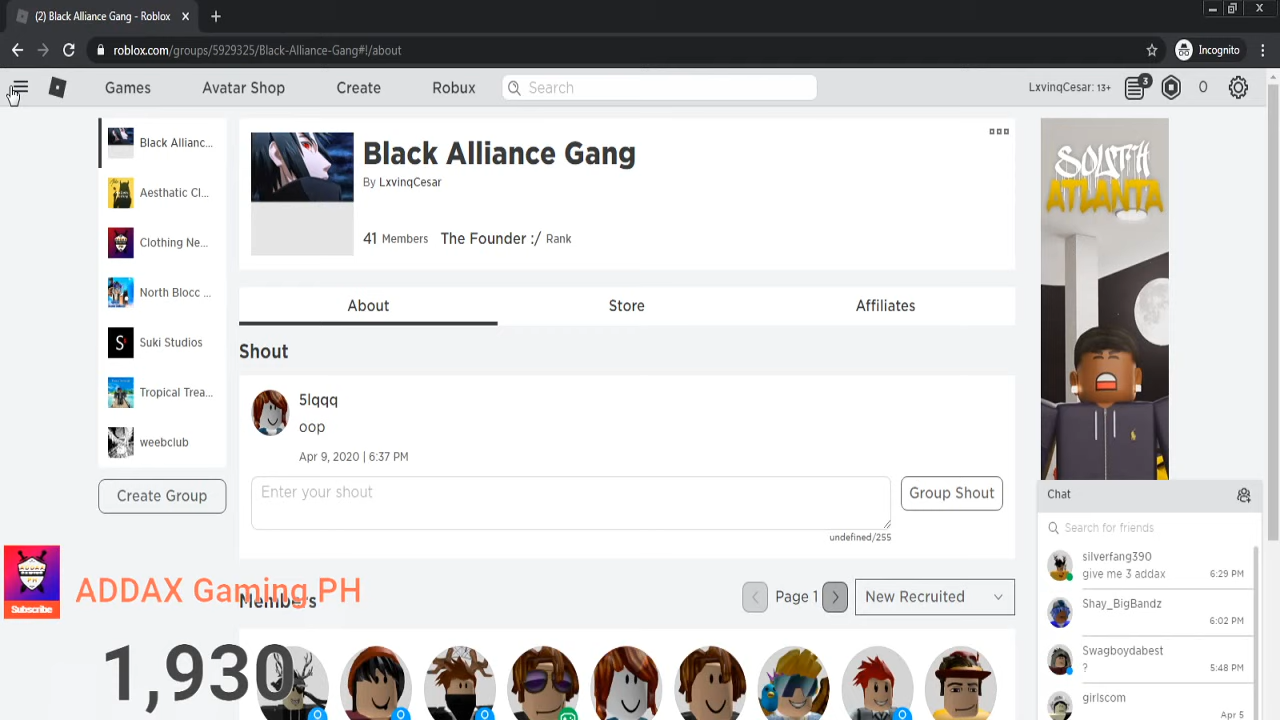 (2) Black Alliance Gang - Roblox
roblox.com/groups/5929325/Black-Alliance-Gang#!/about
Incognito
Games
Avatar Shop
Create
Robux
Search
LxvinqCesar: 13+
3
0
Black Allianc...
Aesthatic Cl...
Clothing Ne...
North Blocc ...
Suki Studios
Tropical Trea...
weebclub
Create Group
Black Alliance Gang
By LxvinqCesar
41 Members The Founder :/ Rank
About
Store
Affiliates
Shout
5lqqq
oop
Apr 9, 2020 | 6:37 PM
Enter your shout
Group Shout
undefined/255
Members
Page 1
New Recruited
SOUTH
ATLANTA
Chat
Search for friends
silverfang390
give me 3 addax 6:29 PM
Shay_BigBandz
6:02 PM
Swagboydabest
? 5:48 PM
girlscom
Apr 5
ADDAX Gaming PH
Subscribe
1,930